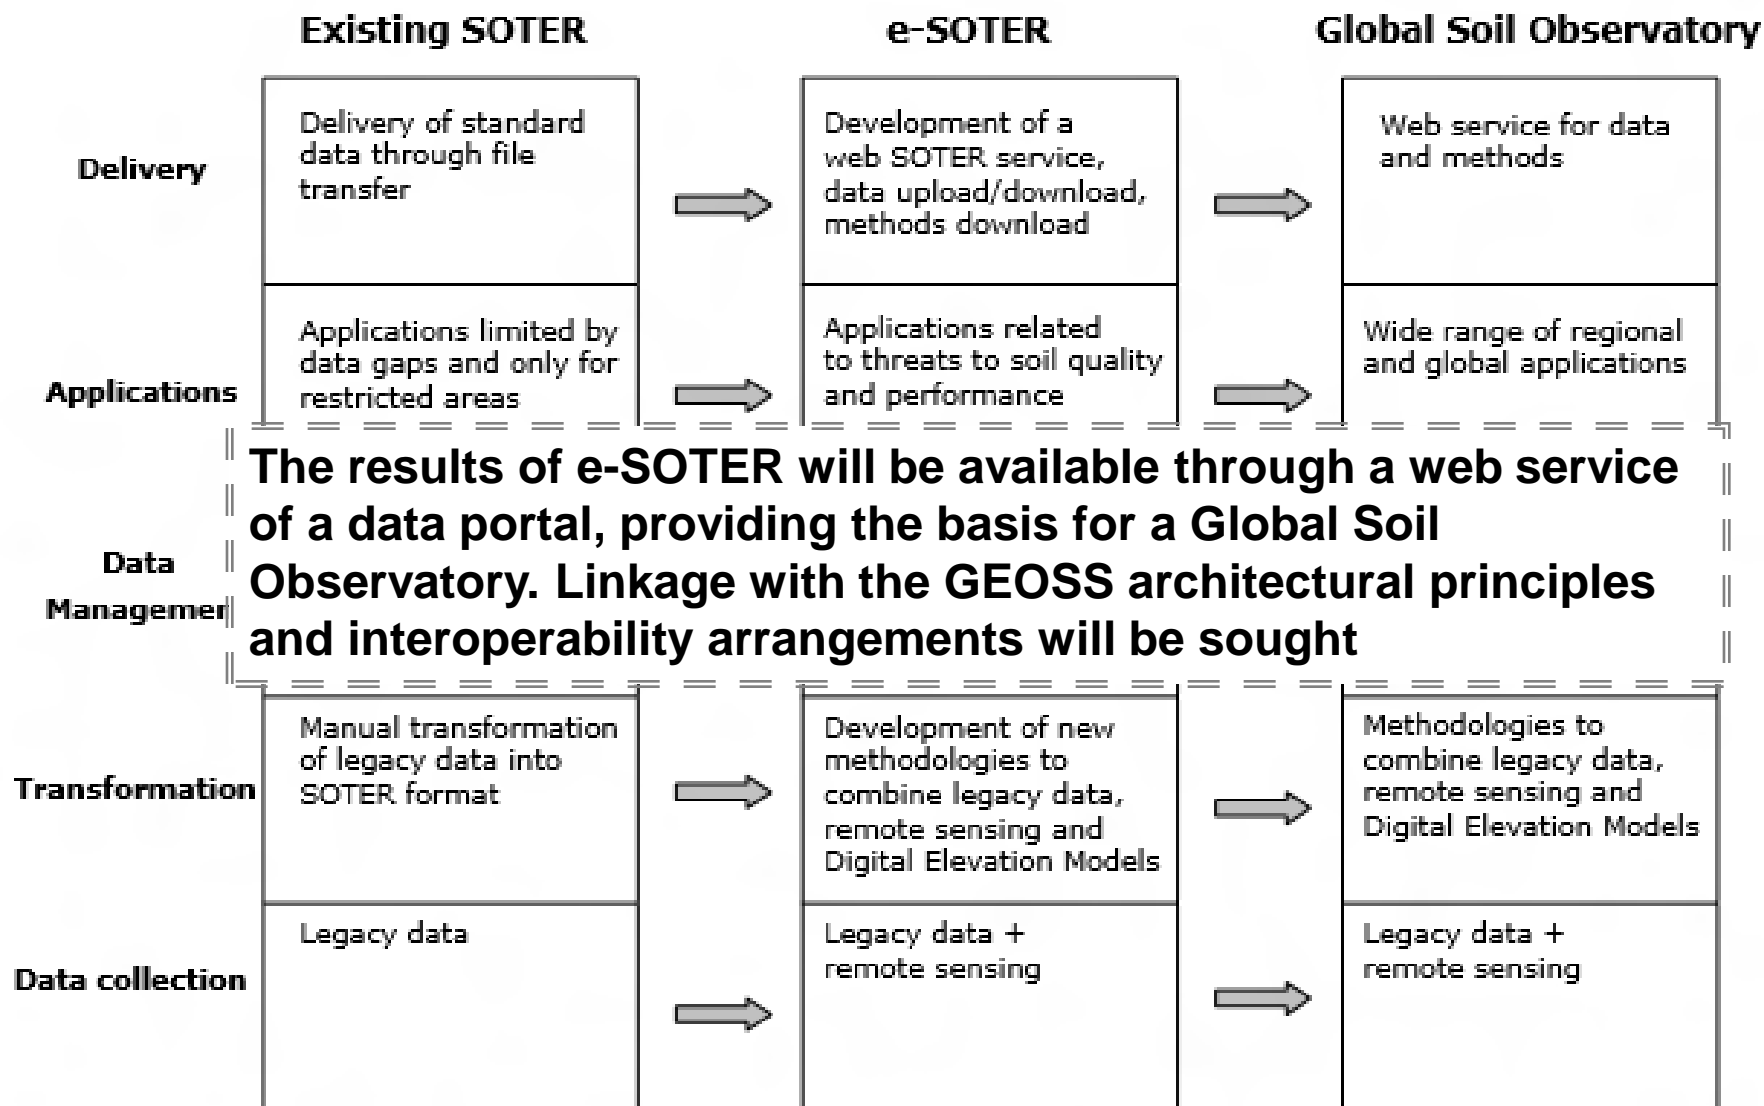 Existing SOTER
e-SOTER
Global Soil Observatory
Delivery
Delivery of standard
data through file
transfer
Development of a
web SOTER service,
data upload/download,
methods download
Web service for data
and methods
Applications
Applications limited by
data gaps and only for
restricted areas
Applications related
to threats to soil quality
and performance
Wide range of regional
and global applications
Data
Managemen
The results of e-SOTER will be available through a web service
of a data portal, providing the basis for a Global Soil
Observatory. Linkage with the GEOSS architectural principles
and interoperability arrangements will be sought
Transformation
Manual transformation
of legacy data into
SOTER format
Development of new
methodologies to
combine legacy data,
remote sensing and
Digital Elevation Models
Methodologies to
combine legacy data,
remote sensing and
Digital Elevation Models
Data collection
Legacy data
Legacy data +
remote sensing
Legacy data +
remote sensing